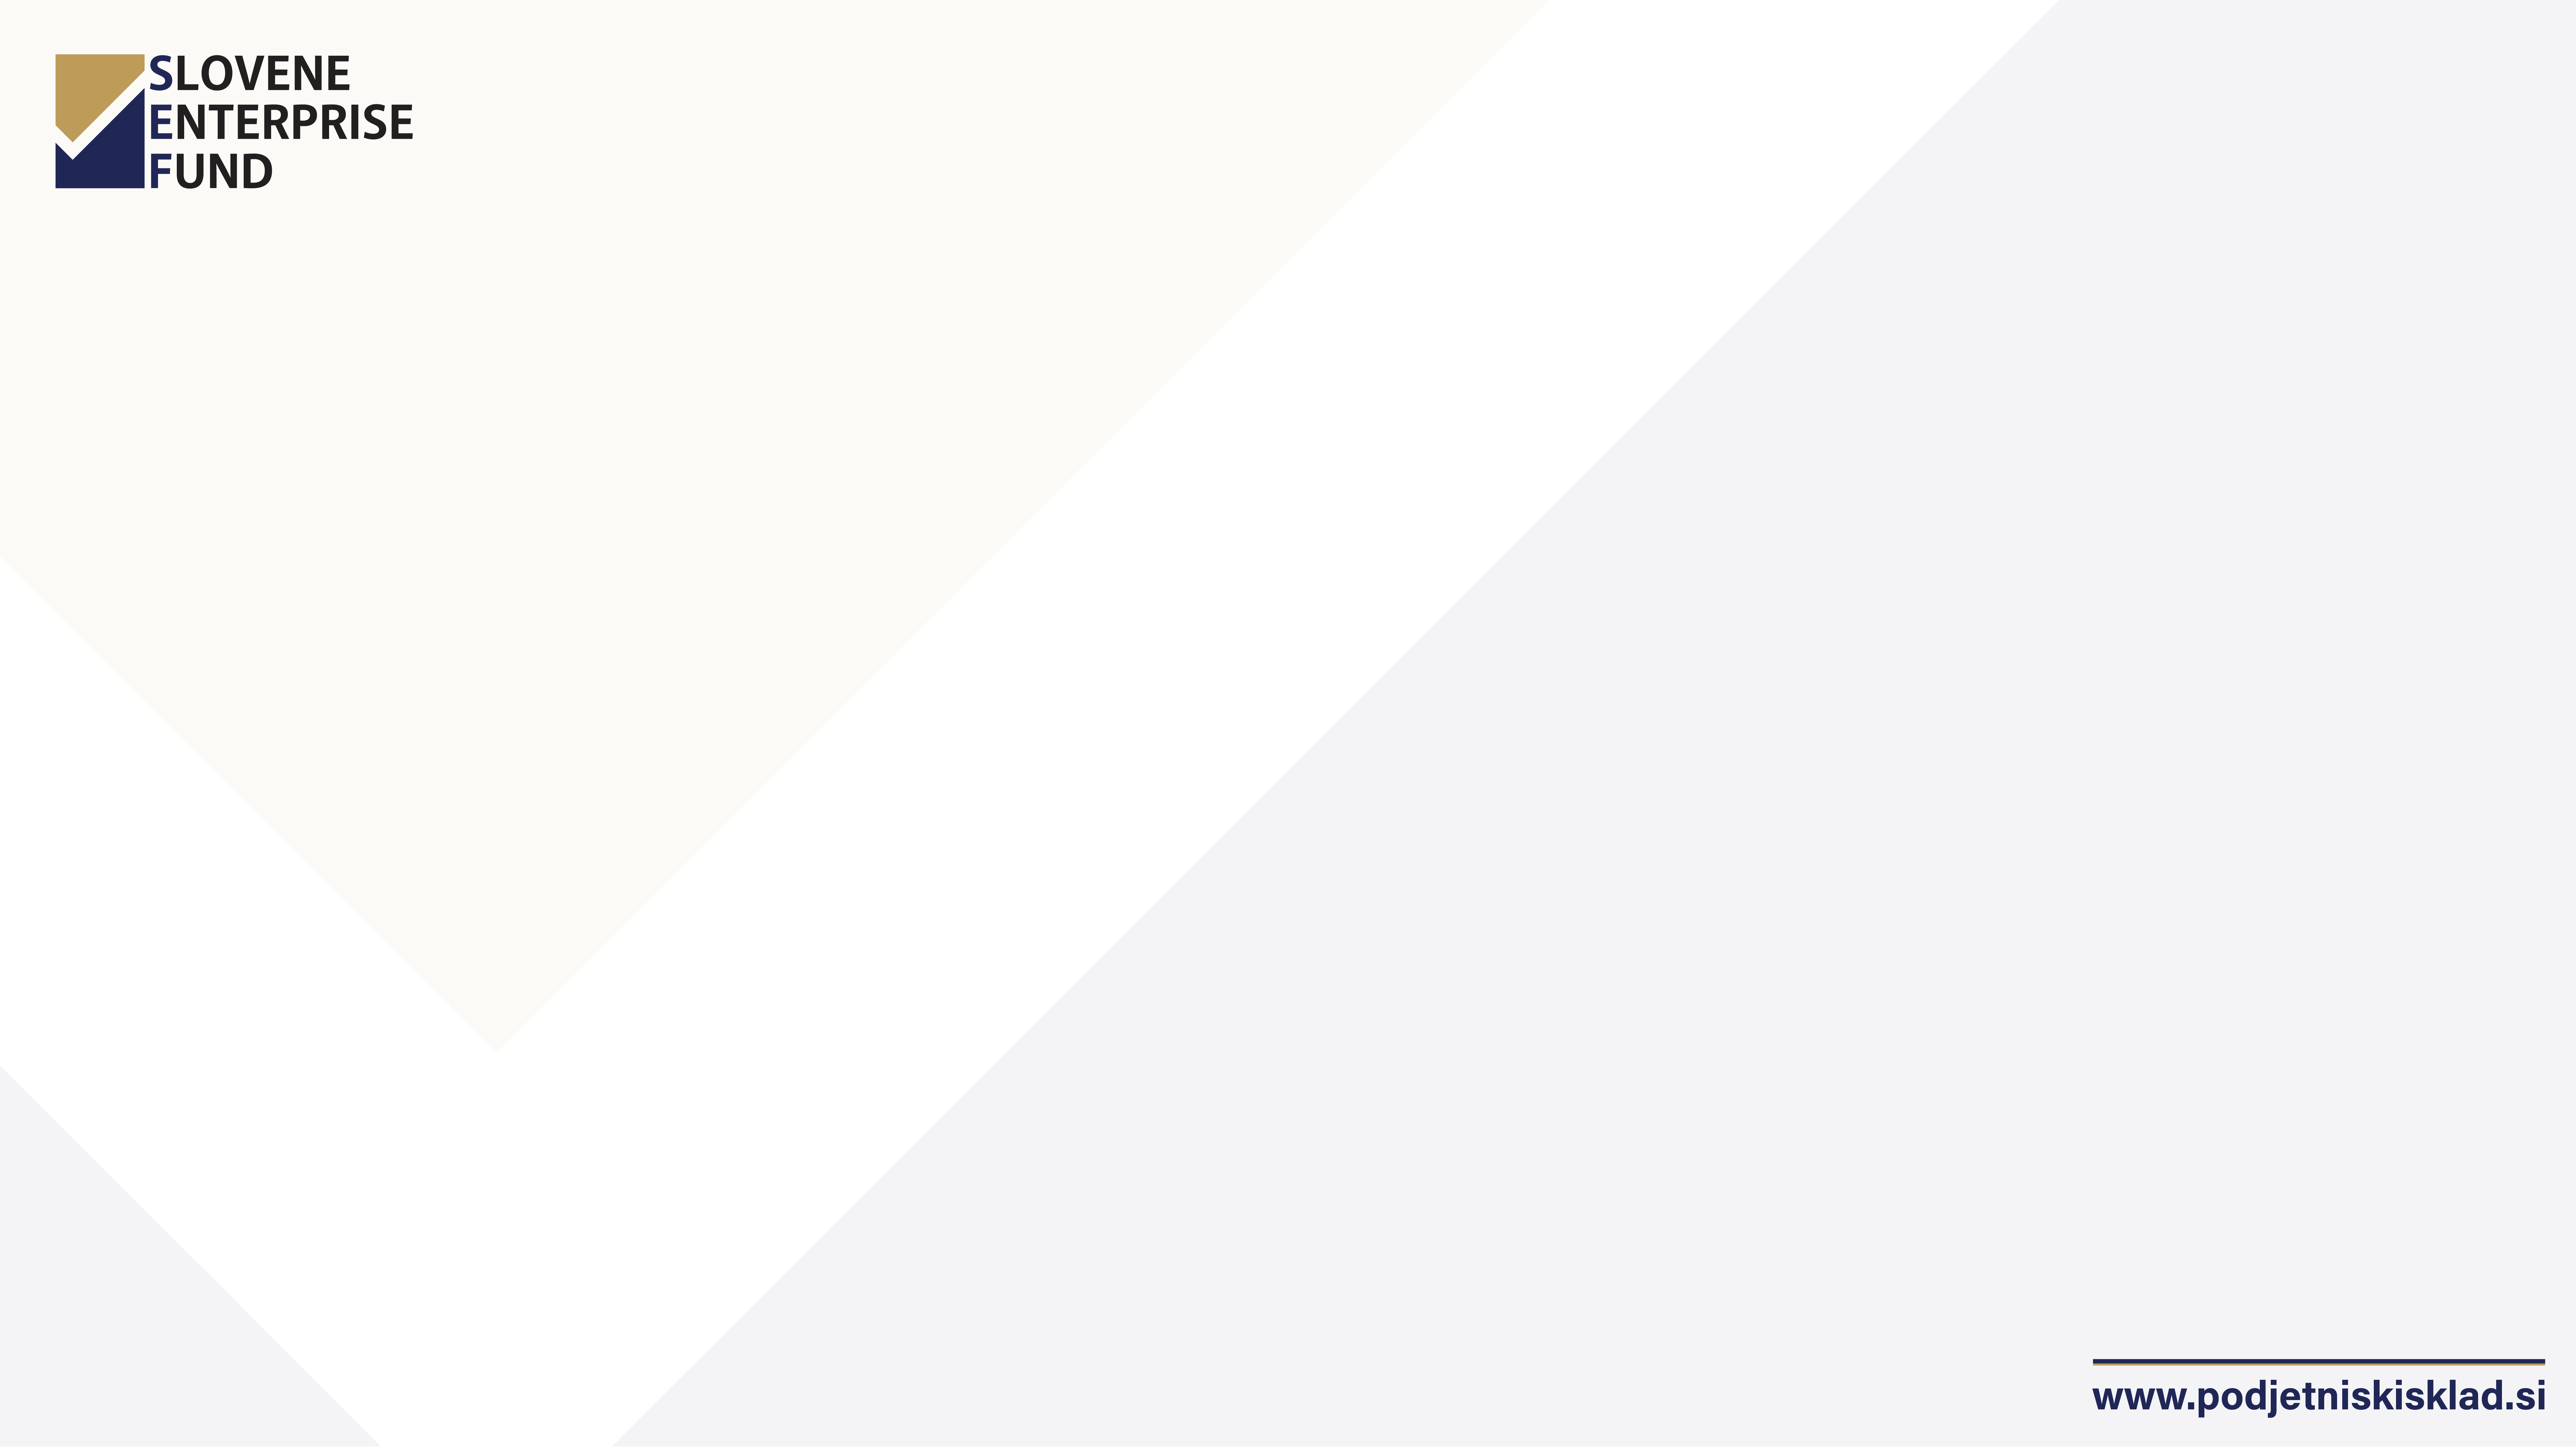 SLOVENE
ENTERPRISE
FUND
www.podjetniskisklad.si